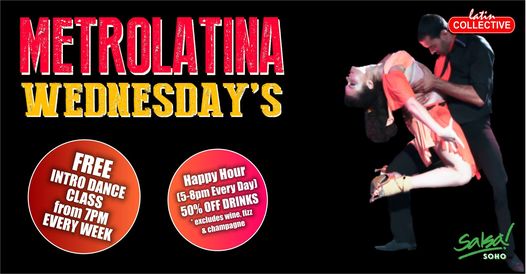 METROLATINA
WEDNESDAY'S
latin
COLLECTIVE
FREE
INTRO DANCE
CLASS
from 7PM
EVERY WEEK
Happy Hour
(5-8pm Every Day)
50% OFF DRINKS
* excludes wine, fizz
& champagne
Salsa!
SOHO